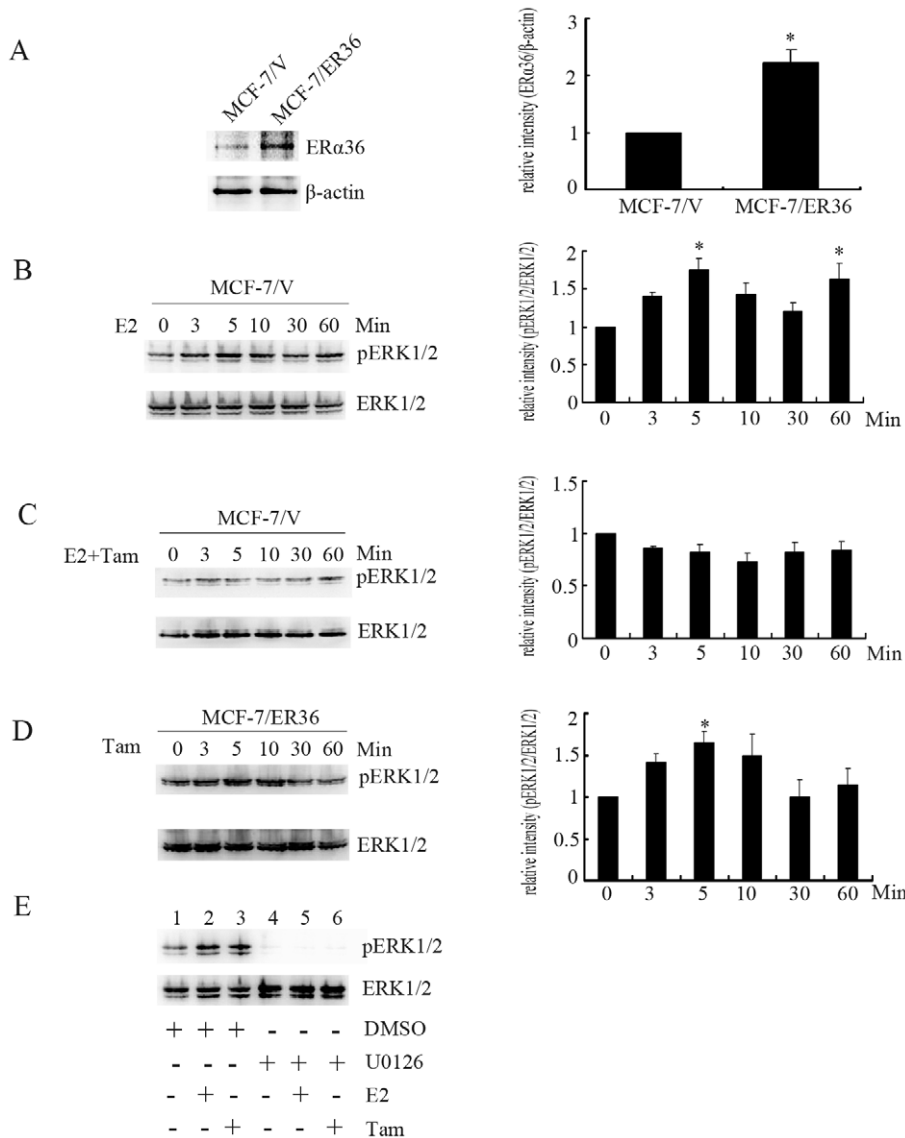 A
MCF-7/V
MCF-7/ER36
ERα36
β-actin
relative intensity (ERα36/β-actin)
3
2
1
0
*
MCF-7/V MCF-7/ER36
B
MCF-7/V
E2 0 3 5 10 30 60 Min
pERK1/2
ERK1/2
relative intensity (pERK1/2/ERK1/2)
2
1.5
1
0.5
0
* *
0 3 5 10 30 60 Min
C
MCF-7/V
E2+Tam 0 3 5 10 30 60 Min
pERK1/2
ERK1/2
relative intensity (pERK1/2/ERK1/2)
1.5
1
0.5
0
0 3 5 10 30 60 Min
D
MCF-7/ER36
Tam 0 3 5 10 30 60 Min
pERK1/2
ERK1/2
relative intensity (pERK1/2/ERK1/2)
2
1.5
1
0.5
0
*
0 3 5 10 30 60 Min
E
1 2 3 4 5 6
pERK1/2
ERK1/2
+ + + - - - DMSO
- - - + + + U0126
- + - - + - E2
- - + - - + Tam